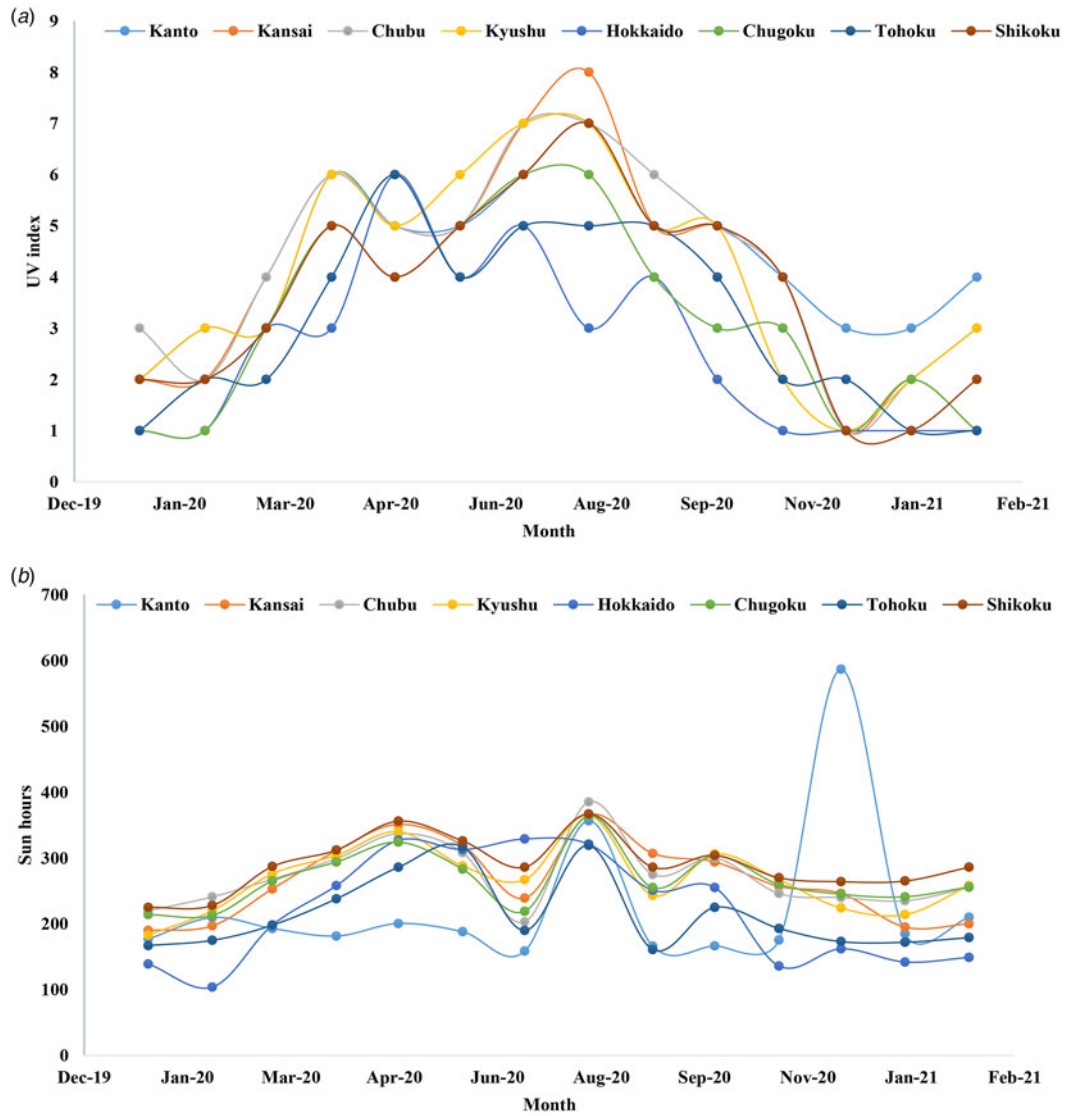 (a)
9
Kanto Kansai Chubu Kyushu Hokkaido Chugoku Tohoku Shikoku
8
7
6
5
4
3
2
1
0
UV index
Dec-19 Jan-20 Mar-20 Apr-20 Jun-20 Aug-20 Sep-20 Nov-20 Jan-21 Feb-21
Month
(b)
700
Kanto Kansai Chubu Kyushu Hokkaido Chugoku Tohoku Shikoku
600
500
400
300
200
100
0
Sun hours
Dec-19 Jan-20 Mar-20 Apr-20 Jun-20 Aug-20 Sep-20 Nov-20 Jan-21 Feb-21
Month